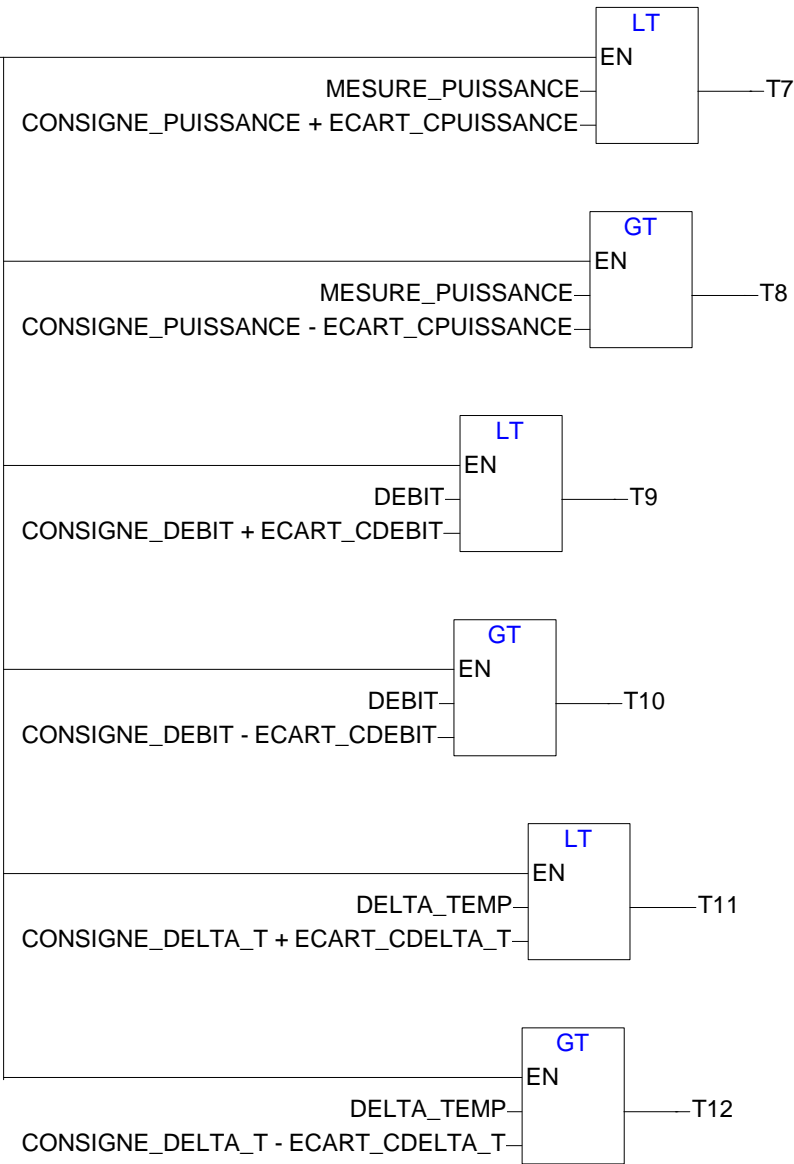 LT
EN
MESURE_PUISSANCE
T7
CONSIGNE_PUISSANCE + ECART_CPUISSANCE
GT
EN
MESURE_PUISSANCE
T8
CONSIGNE_PUISSANCE - ECART_CPUISSANCE
LT
EN
DEBIT
T9
CONSIGNE_DEBIT + ECART_CDEBIT
GT
EN
DEBIT
T10
CONSIGNE_DEBIT - ECART_CDEBIT
LT
EN
DELTA_TEMP
T11
CONSIGNE_DELTA_T + ECART_CDELTA_T
GT
EN
DELTA_TEMP
T12
CONSIGNE_DELTA_T - ECART_CDELTA_T